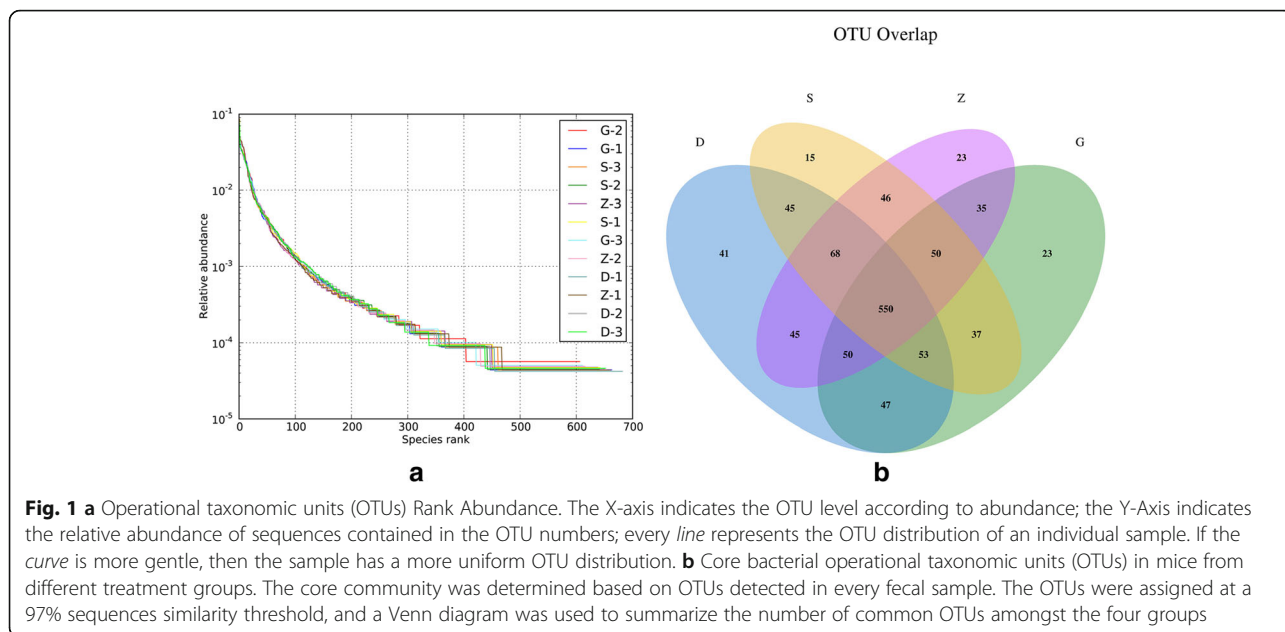 OTU Overlap
10^-1
10^-2
10^-3
10^-4
10^-5
Relative abundance
0 100 200 300 400 500 600 700
Species rank
G-2
G-1
S-3
S-2
Z-3
S-1
G-3
Z-2
D-1
Z-1
D-2
D-3
a
S Z
D G
15 23
45 46 35
41 68 50 23
550
45 50 53 37
47
b
Fig. 1 a Operational taxonomic units (OTUs) Rank Abundance. The X-axis indicates the OTU level according to abundance; the Y-Axis indicates
the relative abundance of sequences contained in the OTU numbers; every line represents the OTU distribution of an individual sample. If the
curve is more gentle, then the sample has a more uniform OTU distribution. b Core bacterial operational taxonomic units (OTUs) in mice from
different treatment groups. The core community was determined based on OTUs detected in every fecal sample. The OTUs were assigned at a
97% sequences similarity threshold, and a Venn diagram was used to summarize the number of common OTUs amongst the four groups